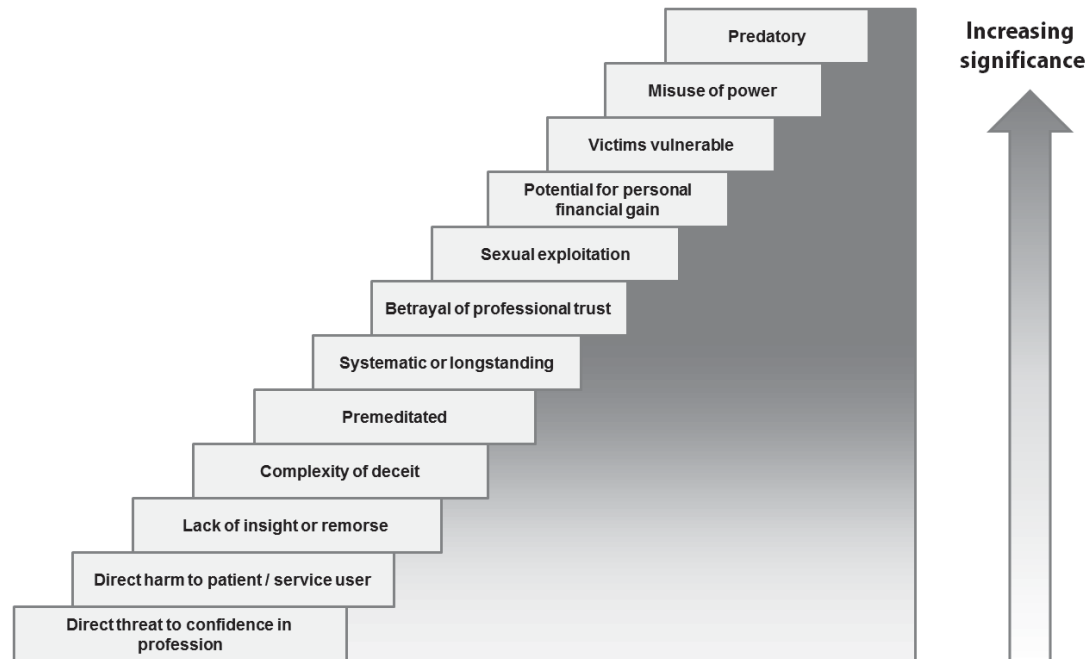 Increasing
significance
Predatory
Misuse of power
Victims vulnerable
Potential for personal
financial gain
Sexual exploitation
Betrayal of professional trust
Systematic or longstanding
Premeditated
Complexity of deceit
Lack of insight or remorse
Direct harm to patient / service user
Direct threat to confidence in
profession